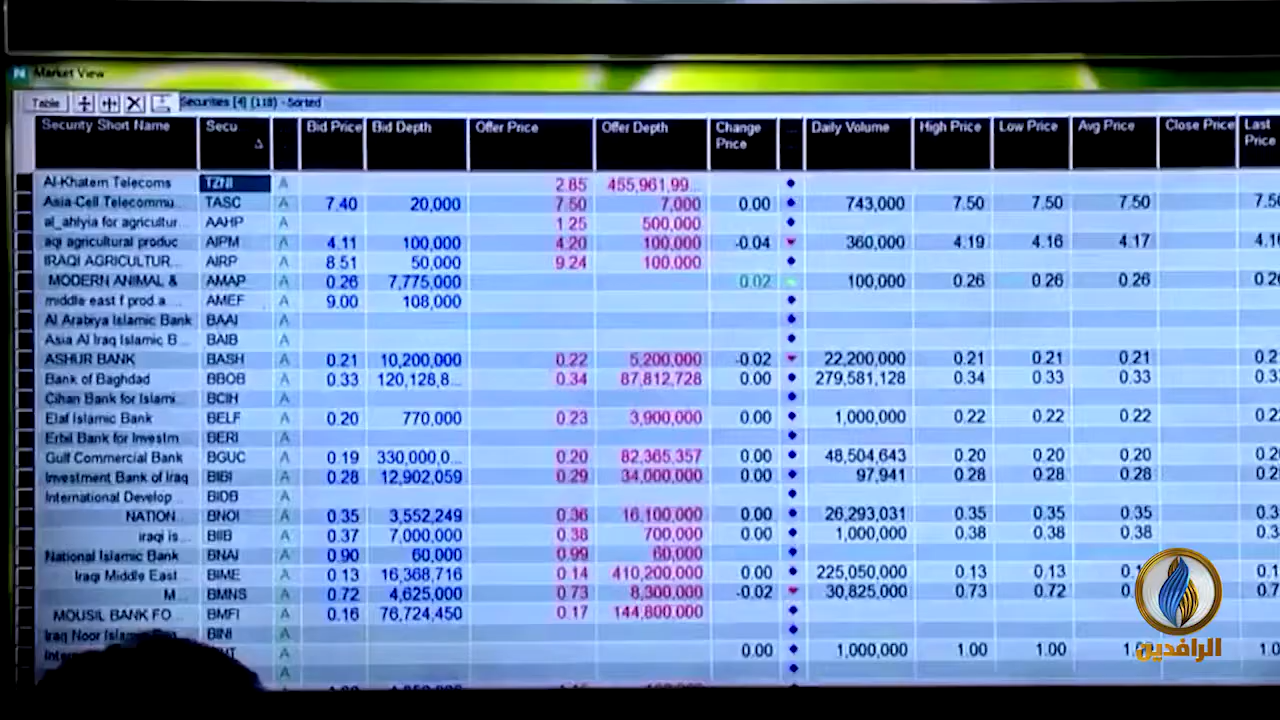 Market View
Table Securities [4] (118) - Sorted
Security Short Name Secu Bid Price Bid Depth Offer Price Offer Depth Change Price Daily Volume High Price Low Price Avg Price Close Price Last Price
Al-Khatem Telecoms TZNI A 2.85 455,961,99...
Asia-Cell Telecommu... TASC A 7.40 20,000 7.50 7,000 0.00 743,000 7.50 7.50 7.50
al_ahlyia for agricultur... AAHP A 1.25 500,000
aqi agricultural produc AIPM A 4.11 100,000 4.20 100,000 -0.04 360,000 4.19 4.16 4.17
IRAQI AGRICULTUR... AIRP A 8.51 50,000 9.24 100,000
MODERN ANIMAL & AMAP A 0.26 7,775,000 0.02 100,000 0.26 0.26 0.26
middle east f prod a... AMEF A 9.00 108,000
Al Arabiya Islamic Bank BAAI A
Asia Al Iraq Islamic B... BAIB A
ASHUR BANK BASH A 0.21 10,200,000 0.22 5,200,000 -0.02 22,200,000 0.21 0.21 0.21
Bank of Baghdad BBOB A 0.33 120,128,8... 0.34 87,812,728 0.00 279,581,128 0.34 0.33 0.33
Cihan Bank for Islami... BCIH A
Elaf Islamic Bank BELF A 0.20 770,000 0.23 3,900,000 0.00 1,000,000 0.22 0.22 0.22
Erbil Bank for Investm BERI A
Gulf Commercial Bank BGUC A 0.19 330,000,0... 0.20 82,365,357 0.00 48,504,643 0.20 0.20 0.20
Investment Bank of Iraq BIBI A 0.28 12,902,059 0.29 34,000,000 0.00 97,941 0.28 0.28 0.28
International Develop... BIDB A
NATION... BNOI A 0.35 3,552,249 0.36 16,100,000 0.00 26,293,031 0.35 0.35 0.35
iraqi is... BIIB A 0.37 7,000,000 0.38 700,000 0.00 1,000,000 0.38 0.38 0.38
National Islamic Bank BNAI A 0.90 60,000 0.99 60,000
Iraqi Middle East... BIME A 0.13 16,368,716 0.14 410,200,000 0.00 225,050,000 0.13 0.13
M... BMNS A 0.72 4,625,000 0.73 8,300,000 -0.02 30,825,000 0.73 0.72
MOUSIL BANK FO... BMFI A 0.16 76,724,450 0.17 144,800,000
Iraq Noor Islamic BINI A
A 0.00 1,000,000 1.00 1.00
A
الرافدين